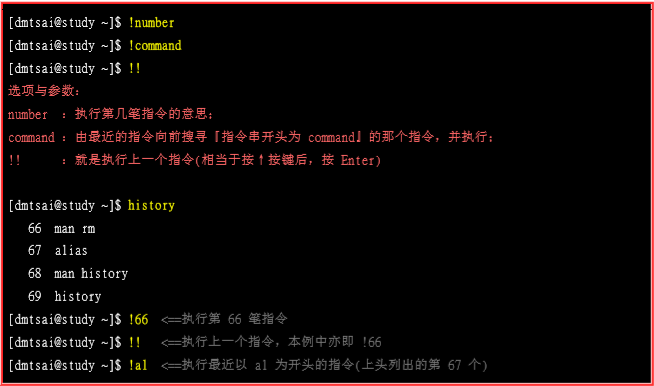 [dmtsai@study ~]$ !number
[dmtsai@study ~]$ !command
[dmtsai@study ~]$ !!
选项与参数：
number  ：执行第几笔指令的意思；
command ：由最近的指令向前搜寻『指令串开头为 command』的那个指令，并执行；
!!      ：就是执行上一个指令(相当于按↑按键后，按 Enter)
[dmtsai@study ~]$ history
   66  man rm
   67  alias
   68  man history
   69  history
[dmtsai@study ~]$ !66  <==执行第 66 笔指令
[dmtsai@study ~]$ !!   <==执行上一个指令，本例中亦即 !66
[dmtsai@study ~]$ !al  <==执行最近以 al 为开头的指令(上头列出的第 67 个)